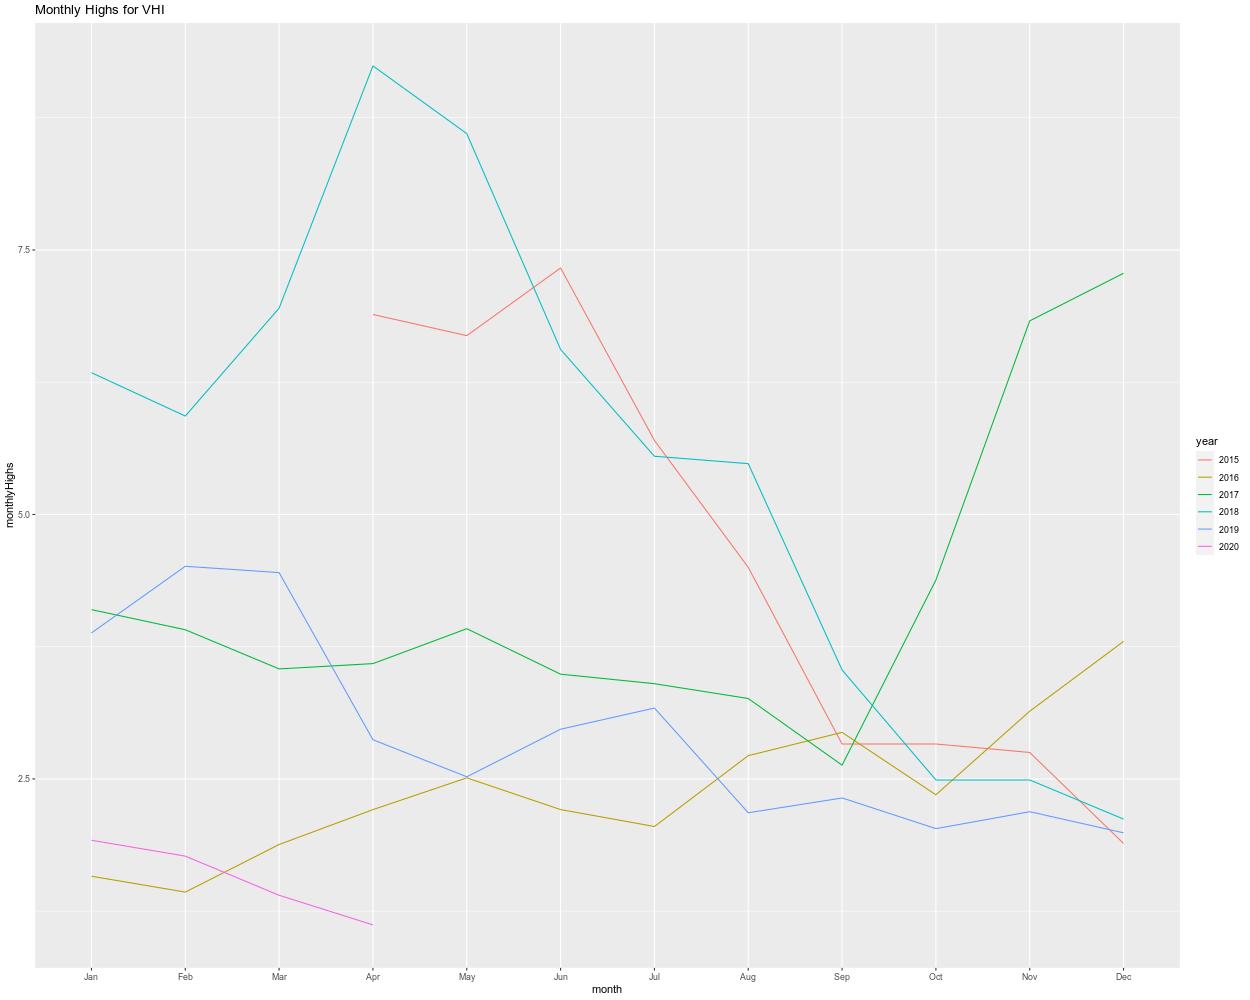 Monthly Highs for VHI
monthlyHighs
7.5
5.0
2.5
Jan Feb Mar Apr May Jun Jul Aug Sep Oct Nov Dec
month
year
2015
2016
2017
2018
2019
2020